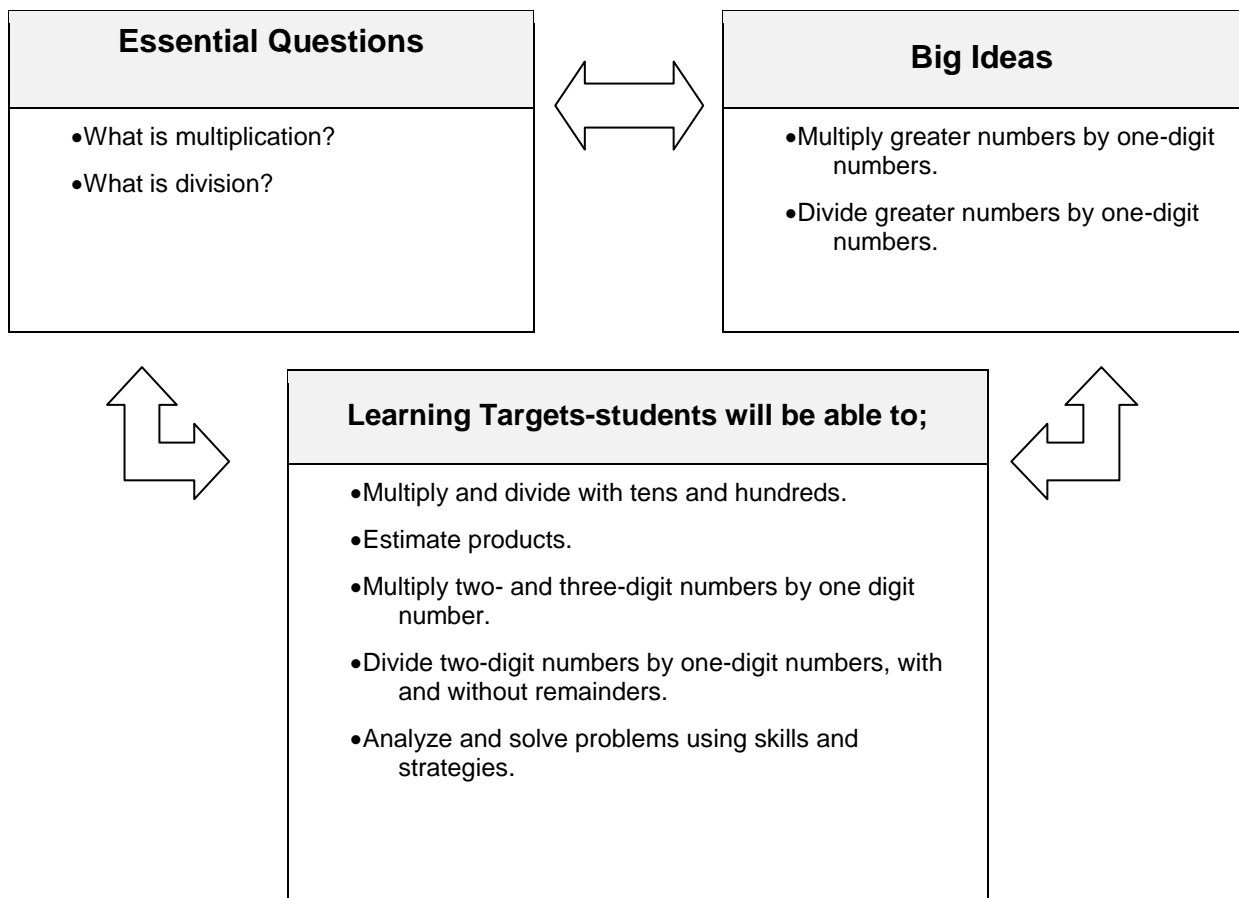 Essential Questions
•What is multiplication?
•What is division?
Big Ideas
•Multiply greater numbers by one-digit
numbers.
•Divide greater numbers by one-digit
numbers.
Learning Targets-students will be able to;
•Multiply and divide with tens and hundreds.
•Estimate products.
•Multiply two- and three-digit numbers by one digit
number.
•Divide two-digit numbers by one-digit numbers, with
and without remainders.
•Analyze and solve problems using skills and
strategies.